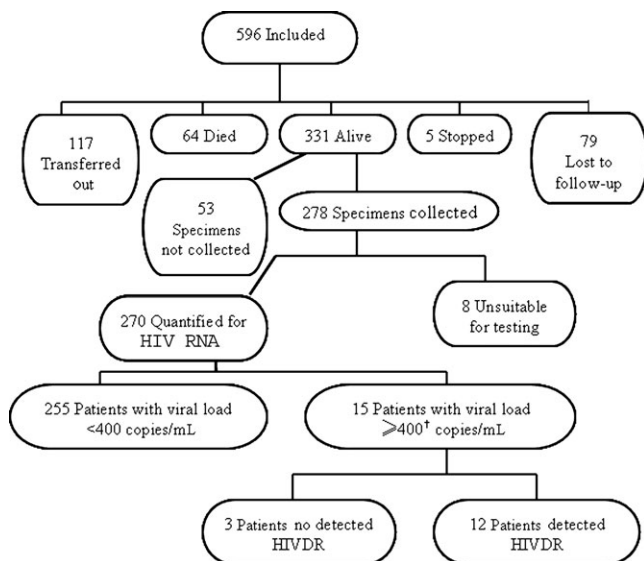 596 Included
117
Transferred
out
64 Died
331 Alive
5 Stopped
79
Lost to
follow-up
53
Specimens
not collected
278 Specimens collected
270 Quantified for
HIV RNA
8 Unsuitable
for testing
255 Patients with viral load
<400 copies/mL
15 Patients with viral load
⩾400† copies/mL
3 Patients no detected
HIVDR
12 Patients detected
HIVDR